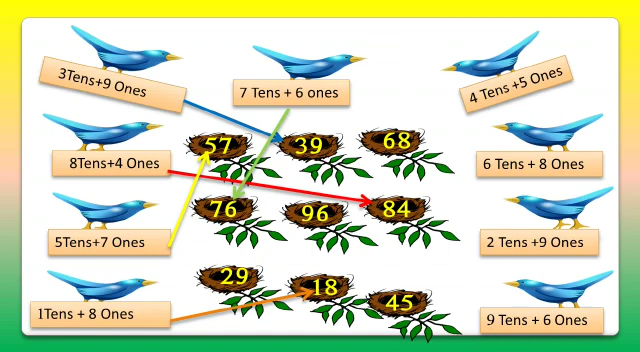 3Tens+9 Ones
7 Tens + 6 ones
4 Tens +5 Ones
57
39
68
8Tens+4 Ones
6 Tens + 8 Ones
76
96
84
5Tens+7 Ones
2 Tens +9 Ones
29
18
45
1Tens + 8 Ones
9 Tens + 6 Ones